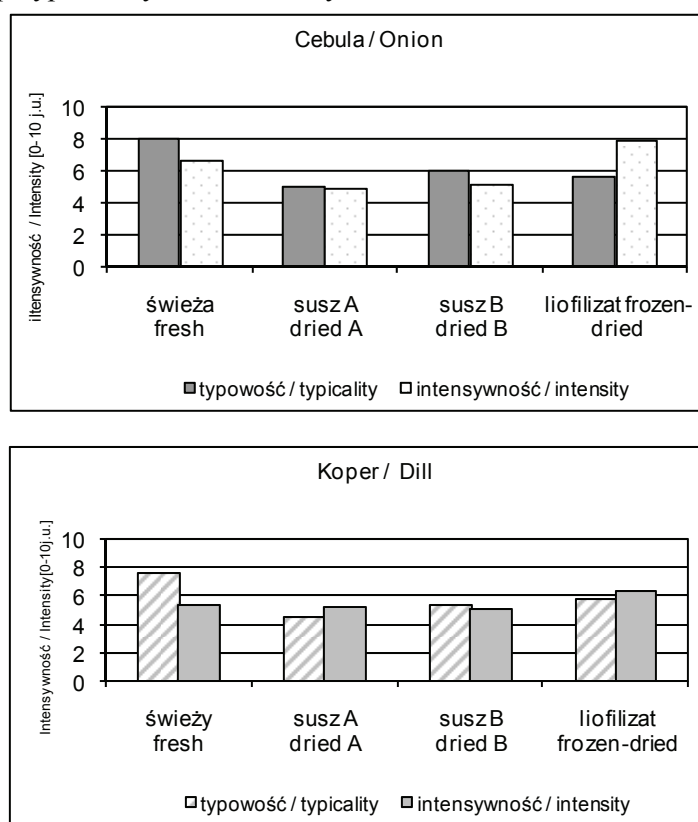 Cebula / Onion
iltensywność / Intensity [0-10 j.u.]
10
8
6
4
2
0
świeża susz A susz B liofilizat frozen-
fresh dried A dried B dried
typowość / typicality intensywność / intensity
Koper / Dill
Intensywność / Intensity[0-10j.u.]
10
8
6
4
2
0
świeży susz A susz B liofilizat
fresh dried A dried B frozen-dried
typowość / typicality intensywność / intensity